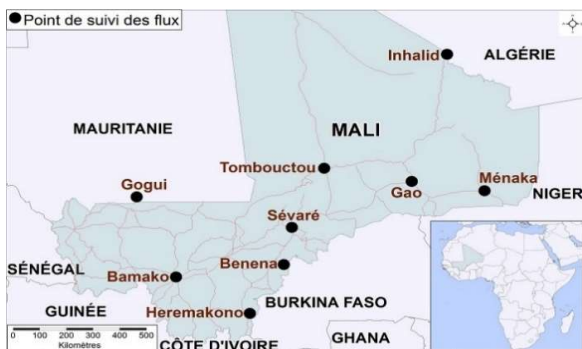 Point de suivi des flux
Inhalid
ALGÉRIE
MAURITANIE
MALI
Tombouctou
Gogui
Gao
Ménaka
NIGER
Sévaré
SÉNÉGAL
Bamako
Benena
BURKINA FASO
GUINÉE
Heremakono
0 100 200 300 400 500
Kilomètres
CÔTE D'IVOIRE
GHANA